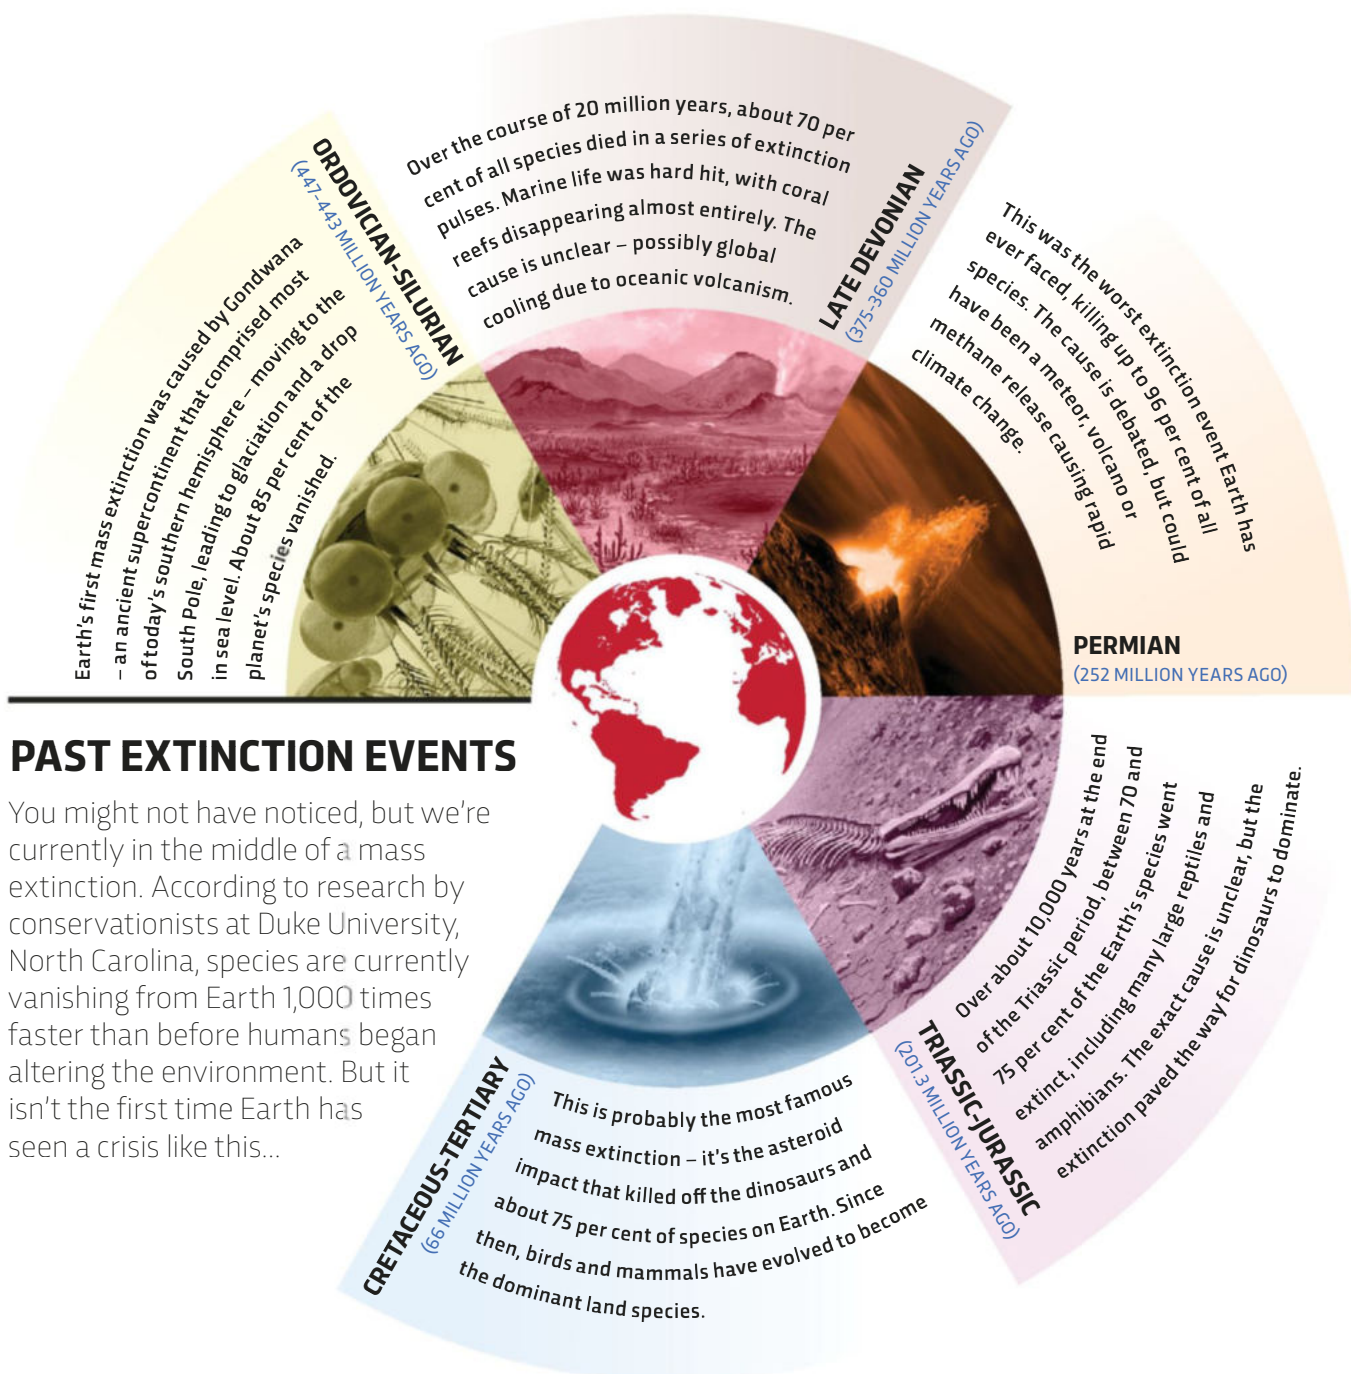 PAST EXTINCTION EVENTS
You might not have noticed, but we're
currently in the middle of a mass
extinction. According to research by
conservationists at Duke University,
North Carolina, species are currently
vanishing from Earth 1,000 times
faster than before humans began
altering the environment. But it
isn't the first time Earth has
seen a crisis like this...
ORDOVICIAN-SILURIAN
(447-443 MILLION YEARS AGO)
Earth's first mass extinction was caused by Gondwana
– an ancient supercontinent that comprised most
of today's southern hemisphere – moving to the
South Pole, leading to glaciation and a drop
in sea level. About 85 per cent of the
planet's species vanished.
LATE DEVONIAN
(375-360 MILLION YEARS AGO)
Over the course of 20 million years, about 70 per
cent of all species died in a series of extinction
pulses. Marine life was hard hit, with coral
reefs disappearing almost entirely. The
cause is unclear – possibly global
cooling due to oceanic volcanism.
PERMIAN
(252 MILLION YEARS AGO)
This was the worst extinction event Earth has
ever faced, killing up to 96 per cent of all
species. The cause is debated, but could
have been a meteor, volcano or
methane release causing rapid
climate change.
TRIASSIC-JURASSIC
(201.3 MILLION YEARS AGO)
Over about 10,000 years at the end
of the Triassic period, between 70 and
75 per cent of the Earth's species went
extinct, including many large reptiles and
amphibians. The exact cause is unclear, but the
extinction paved the way for dinosaurs to dominate.
CRETACEOUS-TERTIARY
(66 MILLION YEARS AGO)
This is probably the most famous
mass extinction – it's the asteroid
impact that killed off the dinosaurs and
about 75 per cent of species on Earth. Since
then, birds and mammals have evolved to become
the dominant land species.